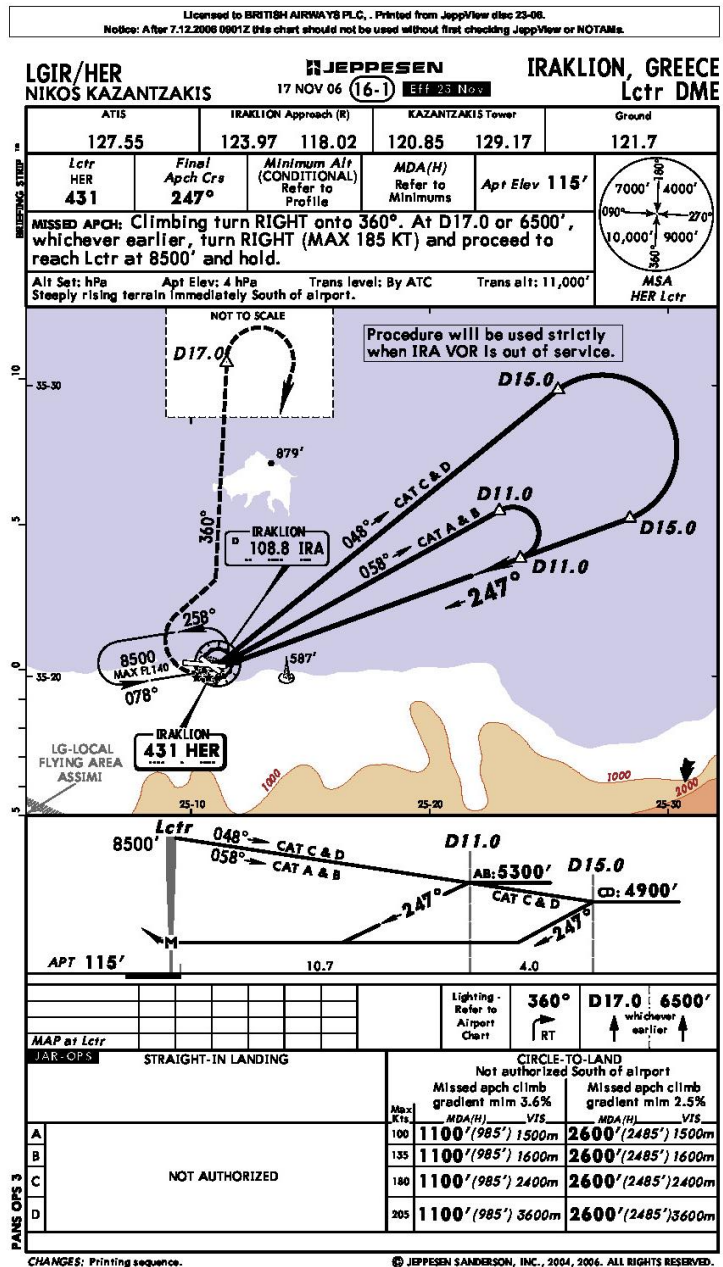 Licensed to BRITISH AIRWAYS PLC, . Printed from JeppView disc 23-06.
Notice: After 7.12.2006 0901Z this chart should not be used without first checking JeppView or NOTAMs.
LGIR/HER
NIKOS KAZANTZAKIS
JEPPESEN
17 NOV 06 16-1 Eff 23 Nov
IRAKLION, GREECE
Lctr DME
BRIEFING STRIP TM
ATIS
127.55
IRAKLION Approach (R)
123.97 118.02
KAZANTZAKIS Tower
120.85 129.17
Ground
121.7
Lctr
HER
431
Final
Apch Crs
247°
Minimum Alt
(CONDITIONAL)
Refer to
Profile
MDA(H)
Refer to
Minimums
Apt Elev 115'
MISSED APCH: Climbing turn RIGHT onto 360°. At D17.0 or 6500',
whichever earlier, turn RIGHT (MAX 185 KT) and proceed to
reach Lctr at 8500' and hold.
Alt Set: hPa Apt Elev: 4 hPa Trans level: By ATC Trans alt: 11,000'
Steeply rising terrain immediately South of airport.
180°
7000' 4000'
090° 270°
10,000' 9000'
360°
MSA
HER Lctr
NOT TO SCALE
D17.0
Procedure will be used strictly
when IRA VOR is out of service.
10
35-30
D15.0
879'
048° CAT C & D
D11.0
5
360°
IRAKLION
D 108.8 IRA
058° CAT A & B
D15.0
D11.0
247°
258°
8500
MAX FL140
078°
0
35-20
587'
IRAKLION
431 HER
LG-LOCAL
FLYING AREA
ASSIMI
1000
1000
2000
5
25-10
25-20
25-30
Lctr
8500'
048° CAT C & D
058° CAT A & B
D11.0
D15.0
AB: 5300'
CAT C & D
CD: 4900'
247°
247°
M
APT 115'
10.7
4.0
MAP at Lctr
Lighting -
Refer to
Airport
Chart
360°
RT
D17.0 6500'
whichever
earlier
JAR-OPS
STRAIGHT-IN LANDING
CIRCLE-TO-LAND
Not authorized South of airport
Missed apch climb
gradient mim 3.6%
Missed apch climb
gradient mim 2.5%
Max
Kts
MDA(H) VIS
MDA(H) VIS
A 100 1100'(985') 1500m 2600'(2485') 1500m
B 135 1100'(985') 1600m 2600'(2485') 1600m
NOT AUTHORIZED
C 180 1100'(985') 2400m 2600'(2485') 2400m
D 205 1100'(985') 3600m 2600'(2485') 3600m
PANS OPS 3
CHANGES: Printing sequence.
© JEPPESEN SANDERSON, INC., 2004, 2006. ALL RIGHTS RESERVED.